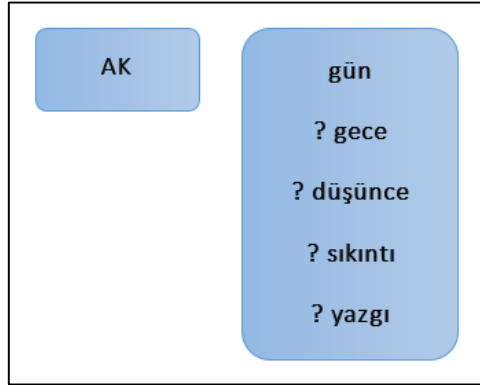 AK
gün
? gece
? düşünce
? sıkıntı
? yazgı